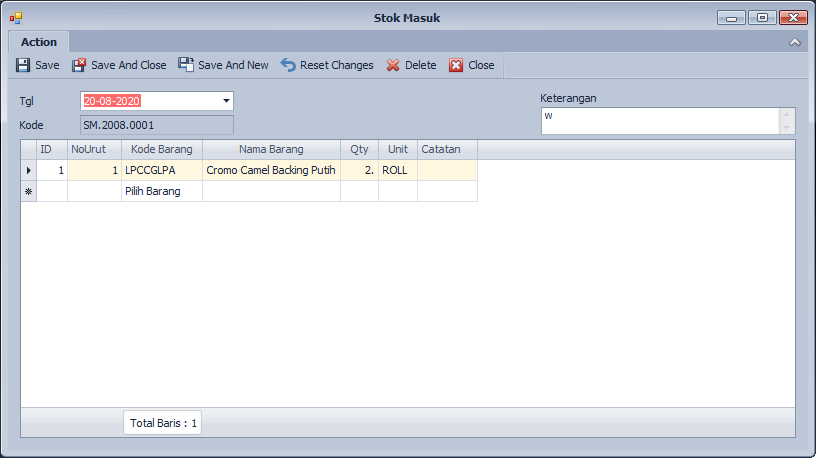 Stok Masuk
Action
Save Save And Close Save And New Reset Changes Delete Close
Tgl 20-08-2020 Keterangan
Kode SM.2008.0001 w
ID NoUrut Kode Barang Nama Barang Qty Unit Catatan
1 1 LPCCGLPA Cromo Camel Backing Putih 2. ROLL
Pilih Barang
Total Baris : 1